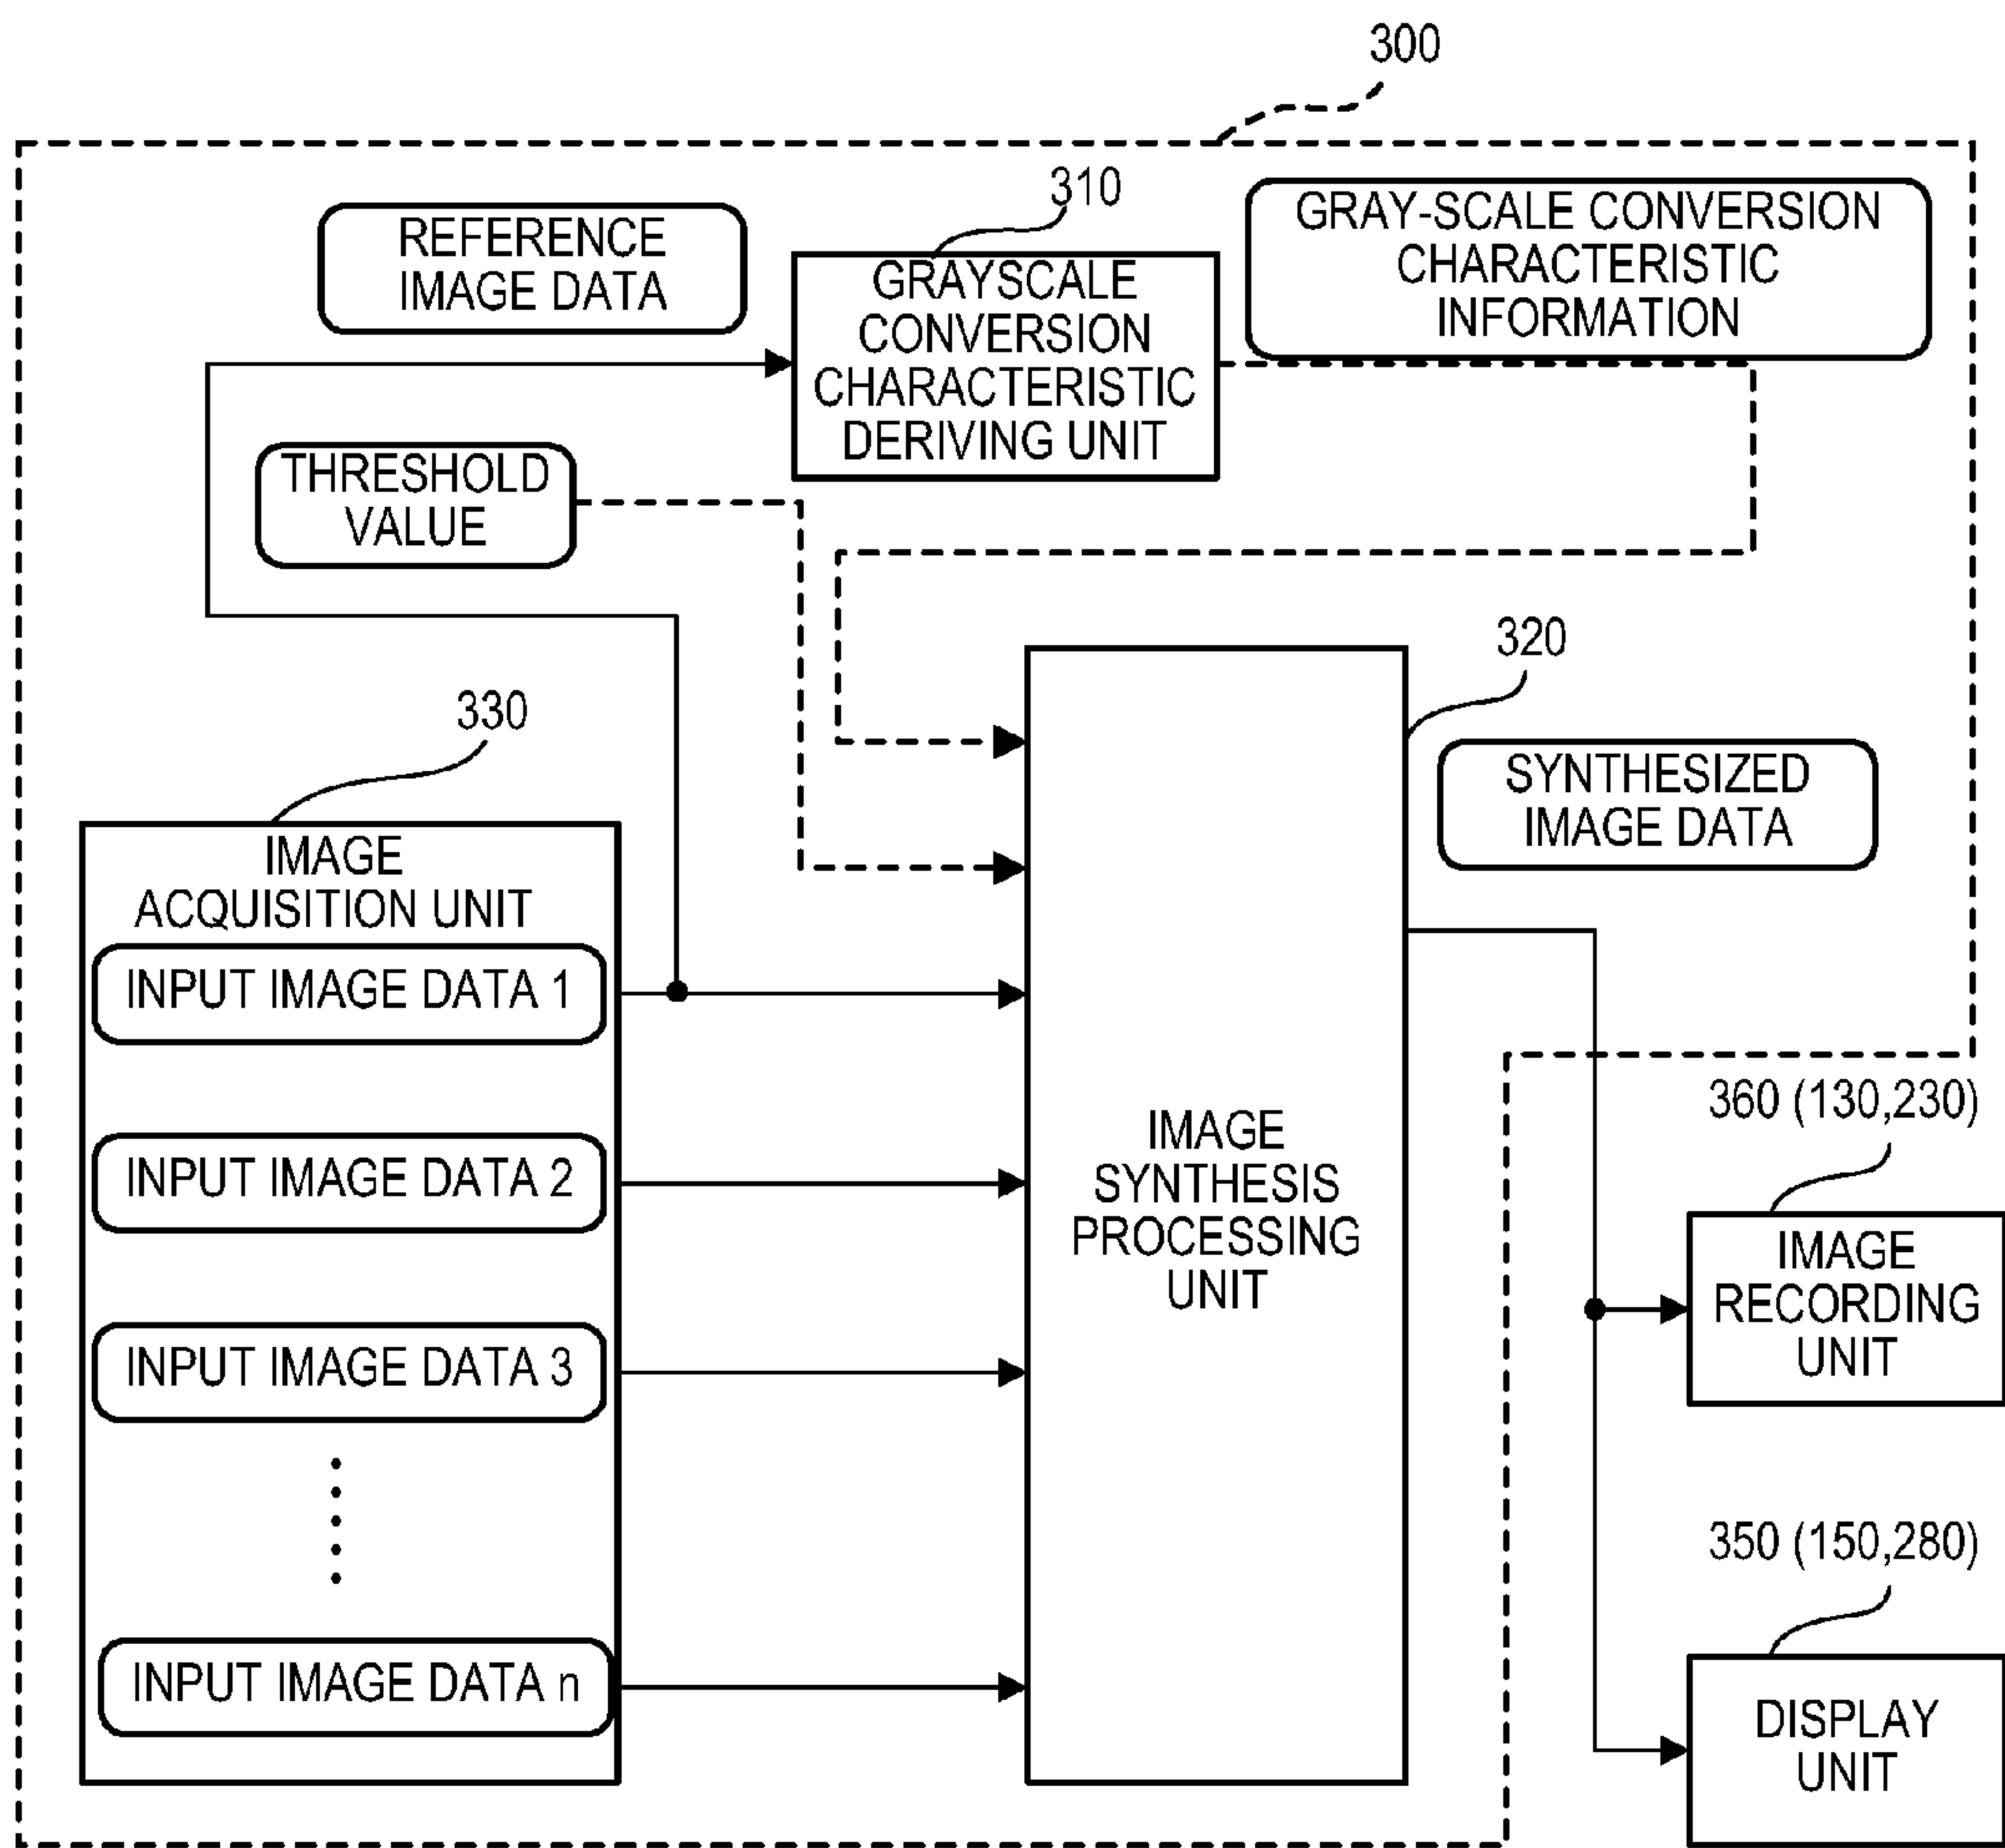 300
310
REFERENCE
IMAGE DATA
GRAYSCALE
CONVERSION
CHARACTERISTIC
DERIVING UNIT
GRAY-SCALE CONVERSION
CHARACTERISTIC
INFORMATION
THRESHOLD
VALUE
320
330
SYNTHESIZED
IMAGE DATA
IMAGE
ACQUISITION UNIT
INPUT IMAGE DATA 1
INPUT IMAGE DATA 2
INPUT IMAGE DATA 3
INPUT IMAGE DATA n
IMAGE
SYNTHESIS
PROCESSING
UNIT
360 (130,230)
IMAGE
RECORDING
UNIT
350 (150,280)
DISPLAY
UNIT